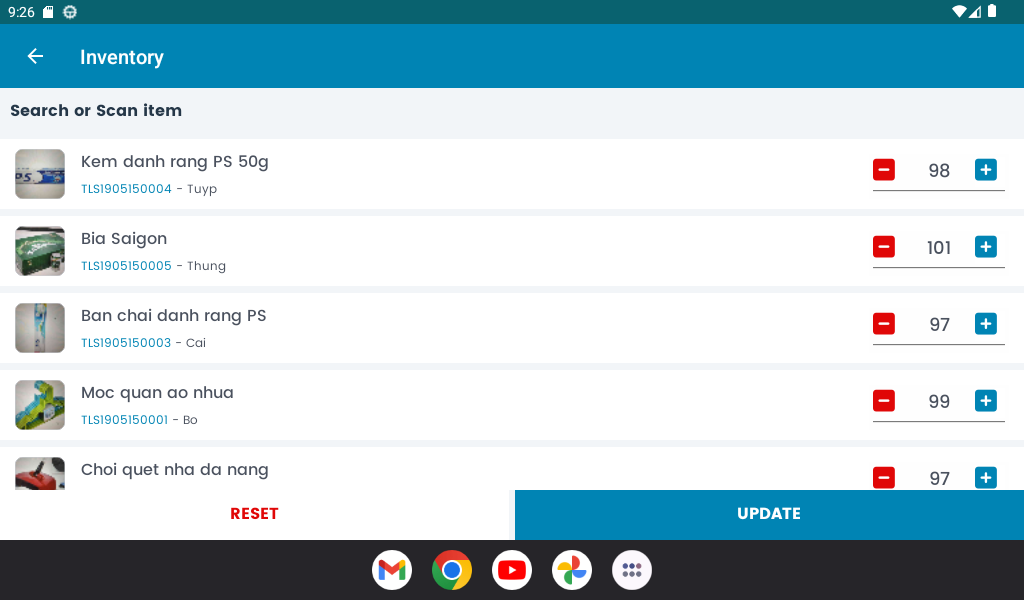 9:26
Inventory
Search or Scan item
Kem danh rang PS 50g
TLS1905150004 - Tuyp
98
Bia Saigon
TLS1905150005 - Thung
101
Ban chai danh rang PS
TLS1905150003 - Cai
97
Moc quan ao nhua
TLS1905150001 - Bo
99
Choi quet nha da nang
97
RESET
UPDATE